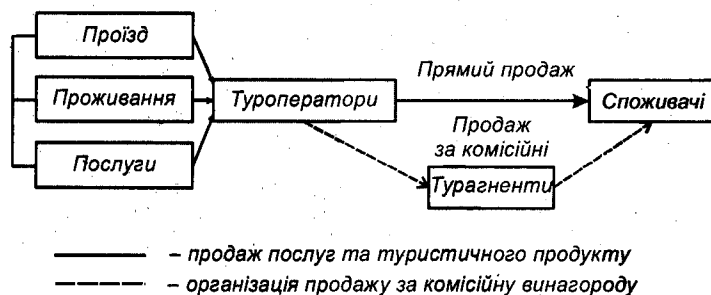 Проїзд
Проживання
Послуги
Туроператори
Прямий продаж
Продаж
за комісійні
Турагненти
Споживачі
– продаж послуг та туристичного продукту
– організація продажу за комісійну винагороду